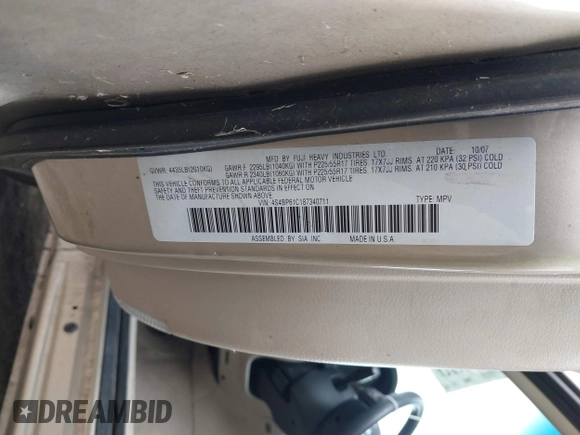 MFD BY FUJI HEAVY INDUSTRIES LTD. DATE: 10/07
GVWR: 4435LB(2010KG) GAWR:F 2295LB(1040KG) WITH P225/55R17 TIRES 17X7JJ RIMS. AT 220 KPA (32 PSI) COLD
GAWR:R 2340LB(1060KG) WITH P225/55R17 TIRES 17X7JJ RIMS. AT 210 KPA (30 PSI) COLD
THIS VEHICLE CONFORMS TO ALL APPLICABLE FEDERAL MOTOR VEHICLE
SAFETY AND THEFT PREVENTION STANDARDS IN EFFECT ON THE
DATE OF MANUFACTURE SHOWN ABOVE.
VIN: 4S4BP61C187340711 TYPE: MPV
ASSEMBLED BY SIA INC. MADE IN U.S.A.
DREAMBID